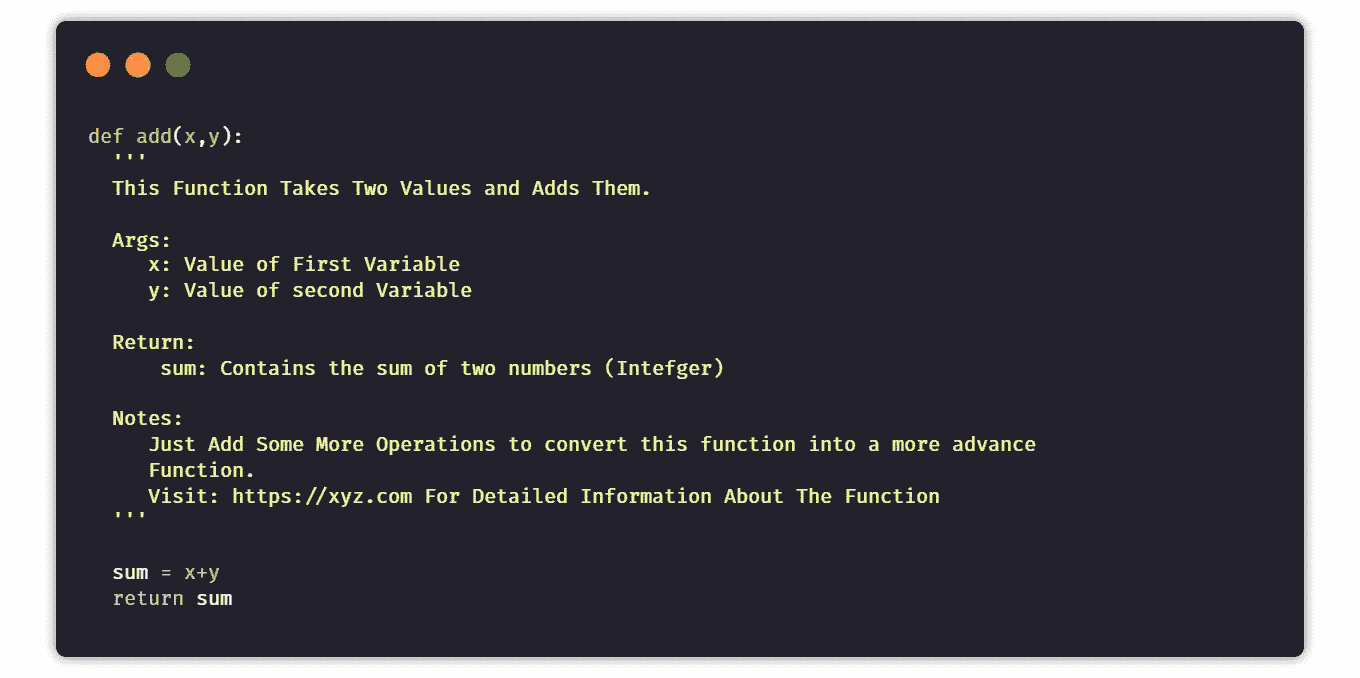 def add(x,y):
'''
This Function Takes Two Values and Adds Them.
Args:
x: Value of First Variable
y: Value of second Variable
Return:
sum: Contains the sum of two numbers (Intefger)
Notes:
Just Add Some More Operations to convert this function into a more advance
Function.
Visit: https://xyz.com For Detailed Information About The Function
'''
sum = x+y
return sum